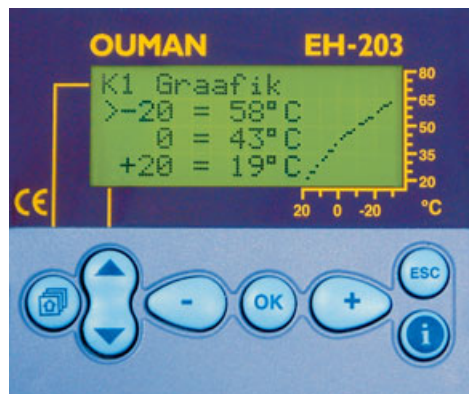 OUMAN EH-203
K1 Graafik
>-20 = 58°C
0 = 43°C
+20 = 19°C
80
65
50
35
20
20 0 -20 °C
CE
- OK +
ESC
i